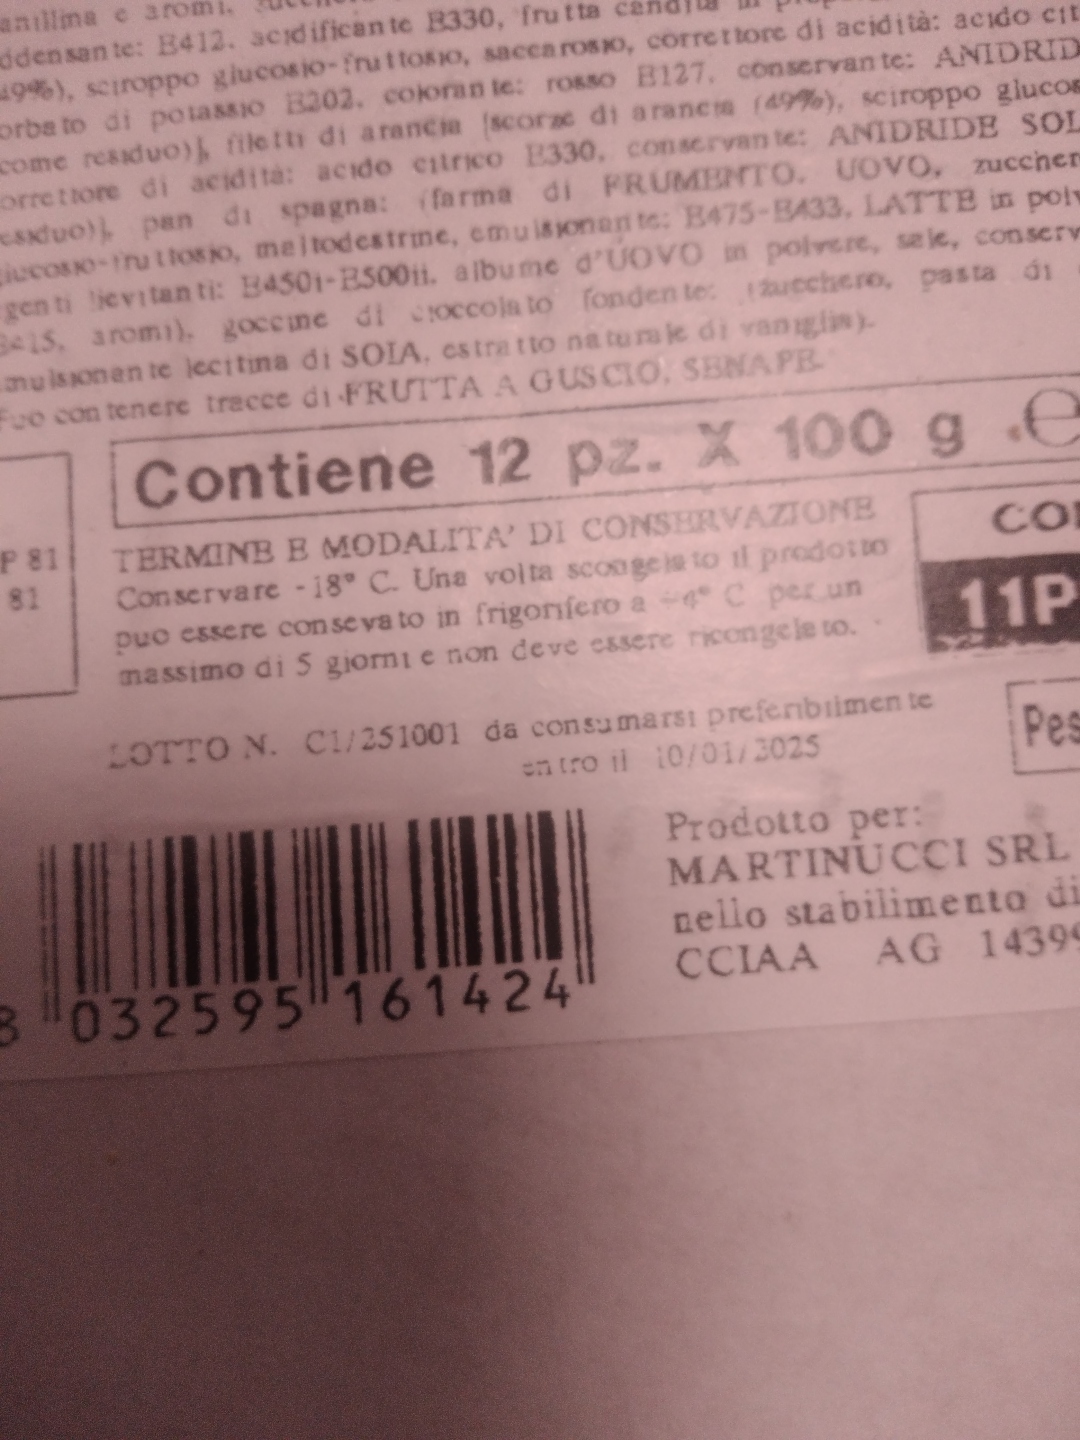 anillina e aromi,
ddensante: E412, acidificante E330, frutta candita in
49%), sciroppo glucosio-fruttosio, saccarosio, correttore di acidità: acido cit
orbato di potassio E202, colorante: rosso E127, conservante: ANIDRID
come residuo)], filetti di arancia [scorze di arancia (49%), sciroppo glucos
orrettore di acidità: acido citrico E330, conservante: ANIDRIDE SOL
esiduo)], pan di spagna: (farina di FRUMENTO, UOVO, zuccher
glucosio-fruttosio, maltodestrine, emulsionante: E475-E433, LATTE in polv
genti lievitanti: E450i-E500ii, albume d'UOVO in polvere, sale, conserv
aromi), goccine di cioccolato fondente: (zucchero, pasta di
mulsionante lecitina di SOIA, estratto naturale di vaniglia).
Può contenere tracce di FRUTTA A GUSCIO, SENAPE.
Contiene 12 pz. X 100 g e
P 81
81
TERMINE E MODALITA' DI CONSERVAZIONE
Conservare -18° C. Una volta scongelato il prodotto
puo essere consevato in frigorifero a +4° C per un
massimo di 5 giorni e non deve essere ricongelato.
COI
11P
LOTTO N. C1/251001 da consumarsi preferibilmente
entro il 10/01/2025
Pes
8 032595 161424
Prodotto per:
MARTINUCCI SRL
nello stabilimento di
CCIAA AG 14399